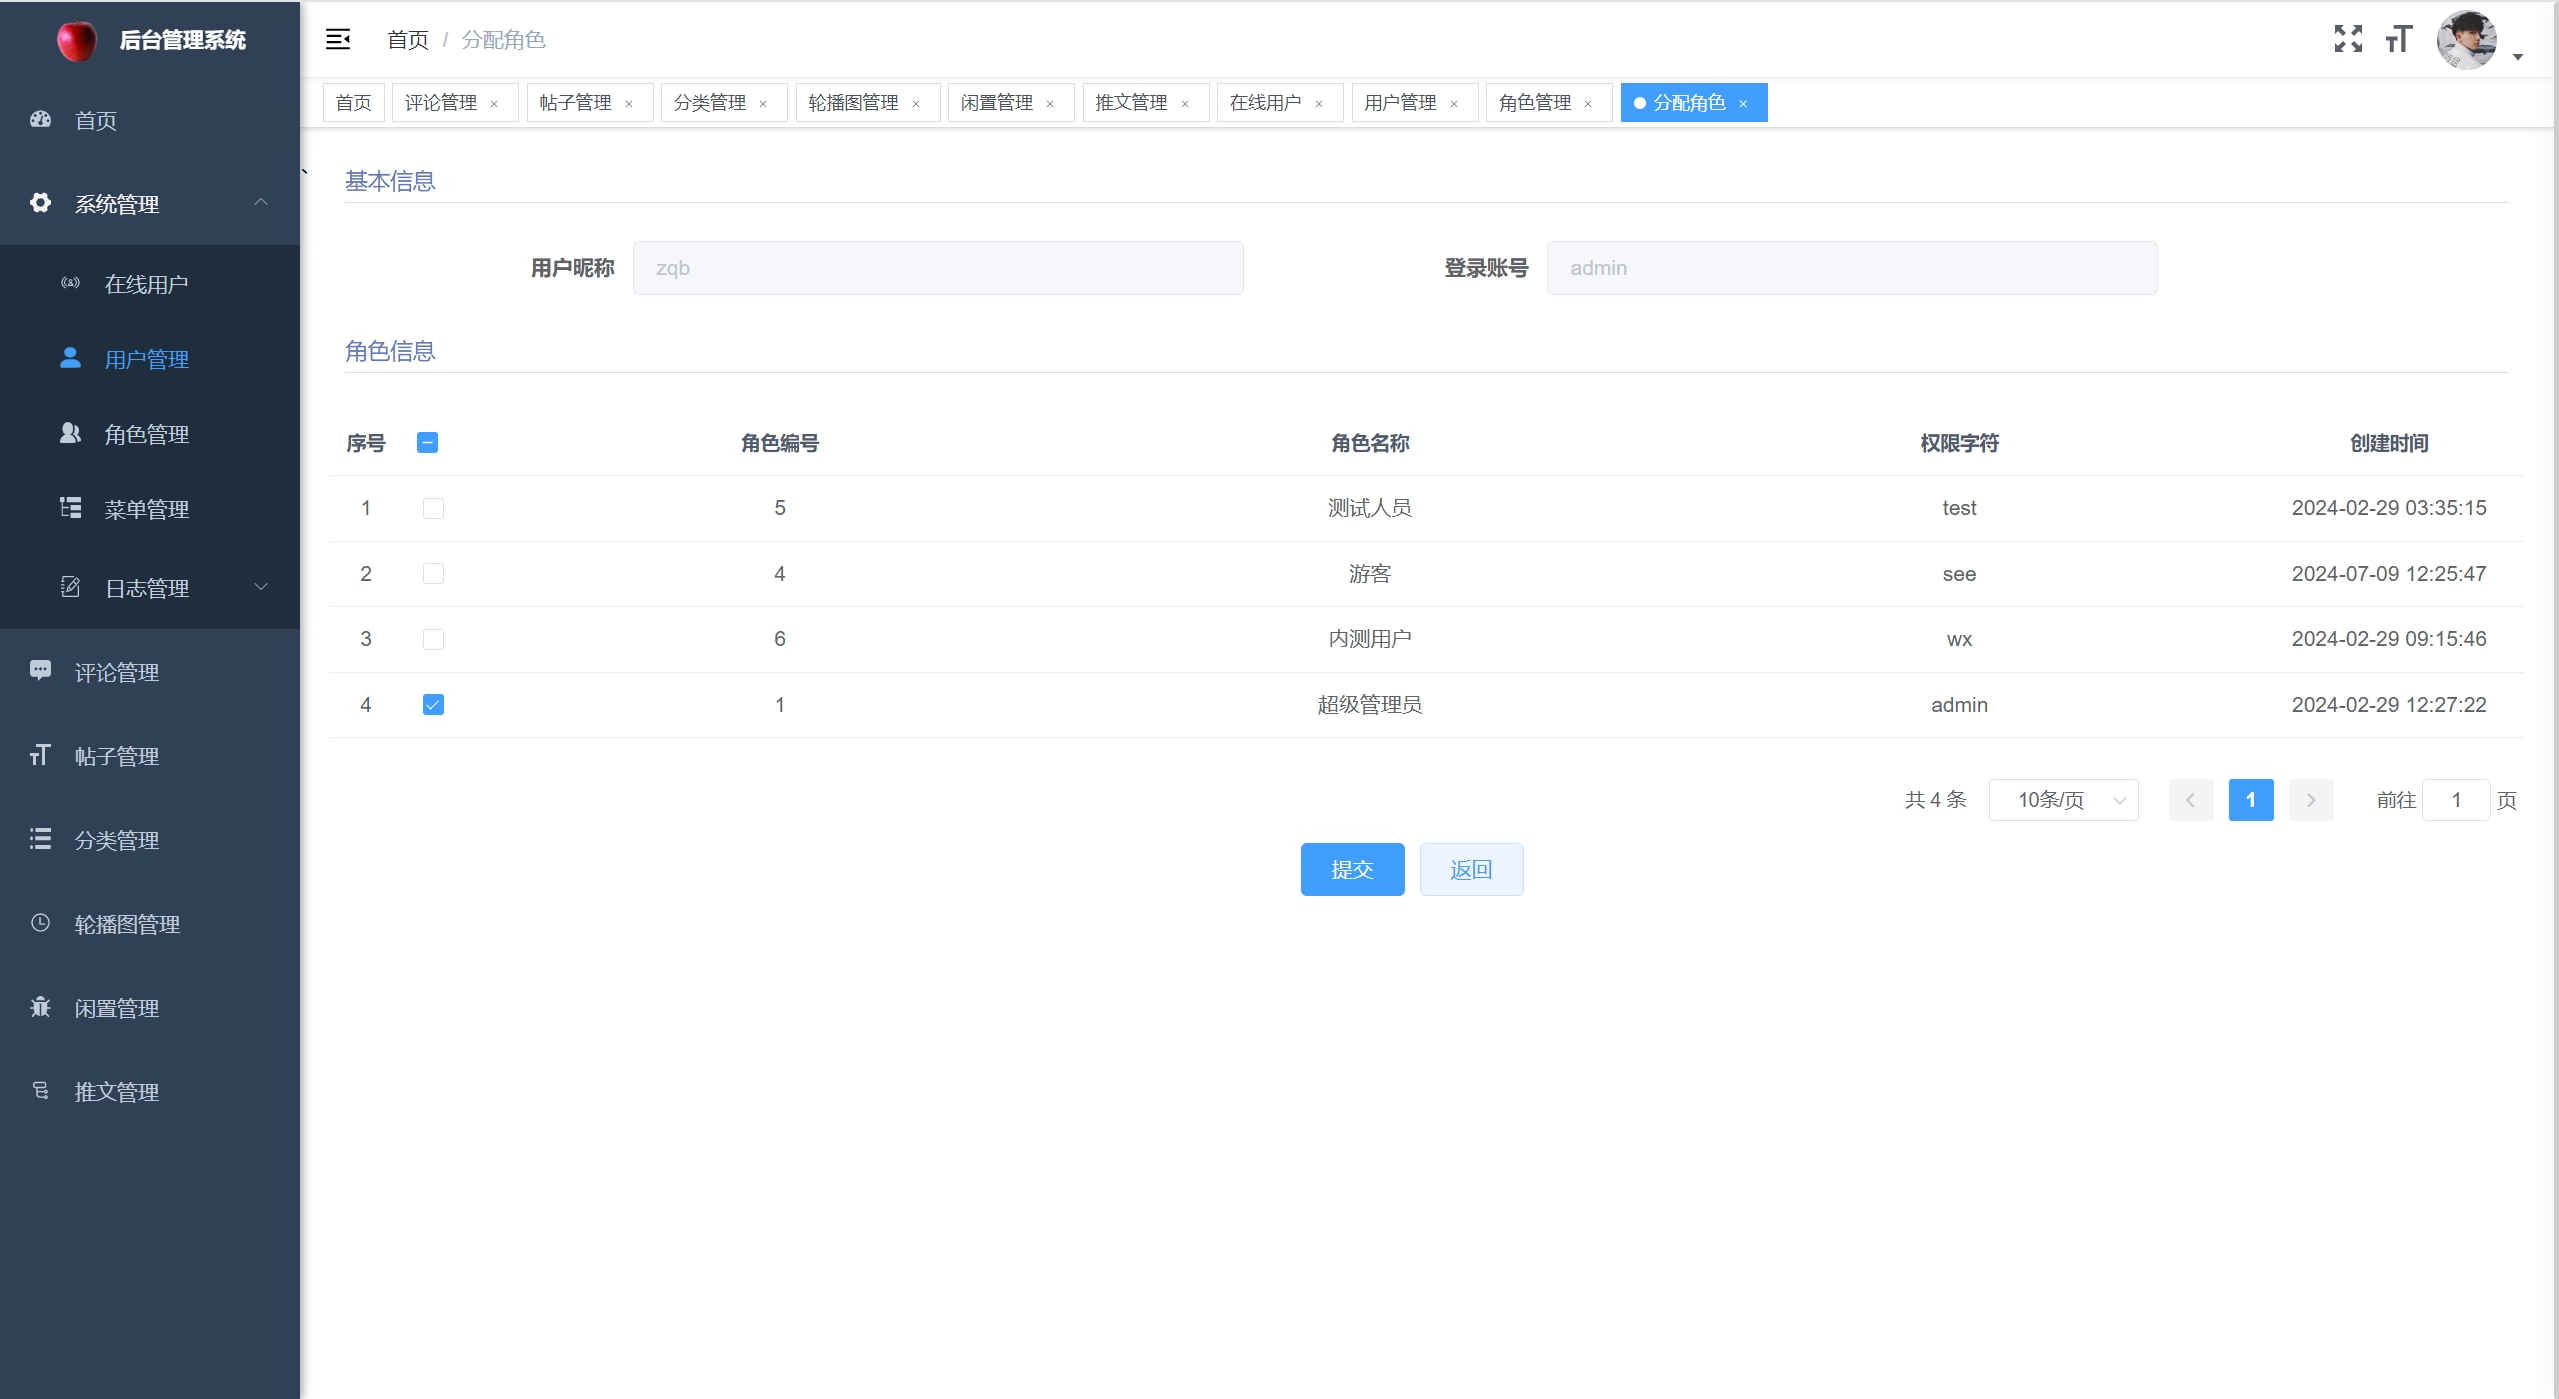 后台管理系统
首页 / 分配角色
首页
评论管理 ×
帖子管理 ×
分类管理 ×
轮播图管理 ×
闲置管理 ×
推文管理 ×
在线用户 ×
用户管理 ×
角色管理 ×
分配角色 ×
首页
系统管理
在线用户
用户管理
角色管理
菜单管理
日志管理
评论管理
帖子管理
分类管理
轮播图管理
闲置管理
推文管理
基本信息
用户昵称 zqb 登录账号 admin
角色信息
序号 角色编号 角色名称 权限字符 创建时间
1 5 测试人员 test 2024-02-29 03:35:15
2 4 游客 see 2024-07-09 12:25:47
3 6 内测用户 wx 2024-02-29 09:15:46
4 1 超级管理员 admin 2024-02-29 12:27:22
共 4 条 10条/页 1 前往 1 页
提交 返回